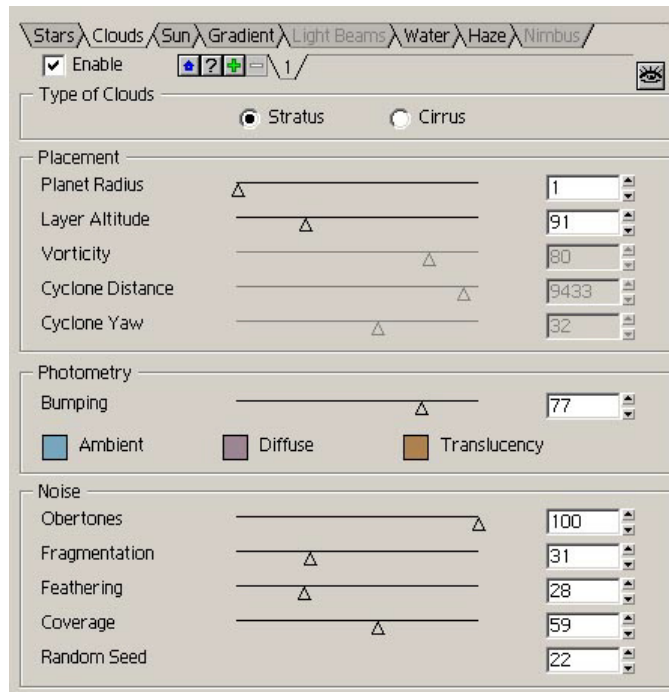 Stars Clouds Sun Gradient Light Beams Water Haze Nimbus
Enable ? 1
Type of Clouds
Stratus Cirrus
Placement
Planet Radius 1
Layer Altitude 91
Vorticity 80
Cyclone Distance 9433
Cyclone Yaw 32
Photometry
Bumping 77
Ambient Diffuse Translucency
Noise
Obertones 100
Fragmentation 31
Feathering 28
Coverage 59
Random Seed 22